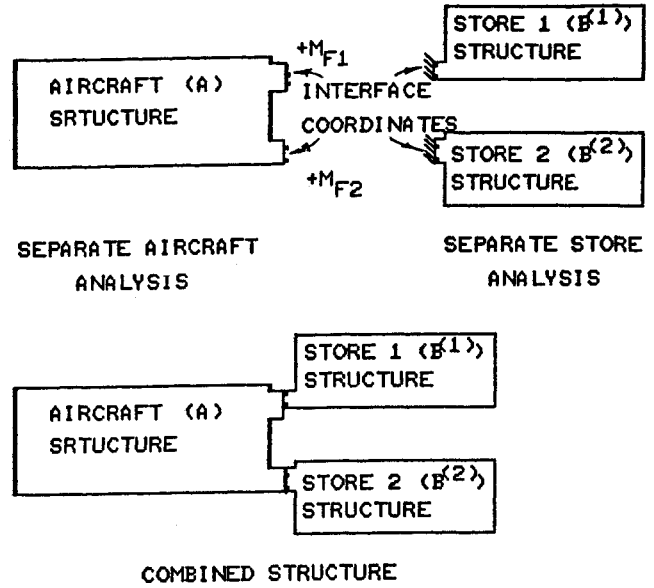 STORE 1 (B(1))
STRUCTURE
+MF1
AIRCRAFT (A)
SRTUCTURE
INTERFACE
COORDINATES
STORE 2 (B(2))
STRUCTURE
+MF2
SEPARATE AIRCRAFT
ANALYSIS
SEPARATE STORE
ANALYSIS
STORE 1 (B(1))
STRUCTURE
AIRCRAFT (A)
SRTUCTURE
STORE 2 (B(2))
STRUCTURE
COMBINED STRUCTURE